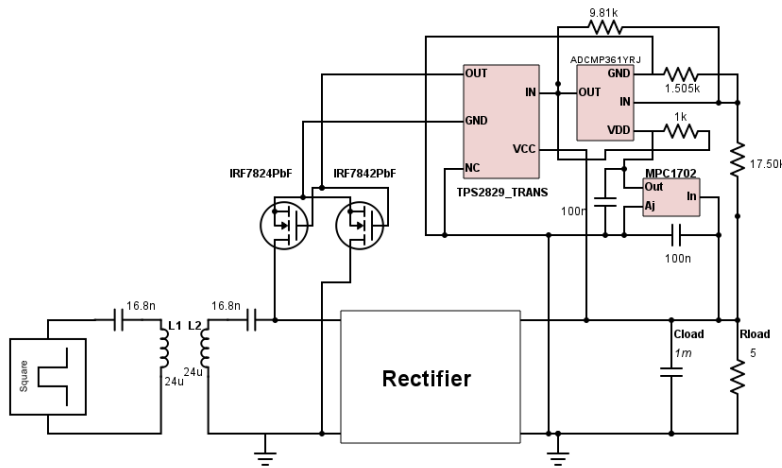 9.81k
ADCMP361YRJ
OUT
GND
1.505k
IN
OUT
IN
GND
VDD
1k
VCC
17.50k
IRF7824PbF
IRF7842PbF
NC
MPC1702
TPS2829_TRANS
Out
In
100n
Aj
100n
16.8n
L1
L2
16.8n
Cload
Rload
1m
5
Square
24u
24u
Rectifier